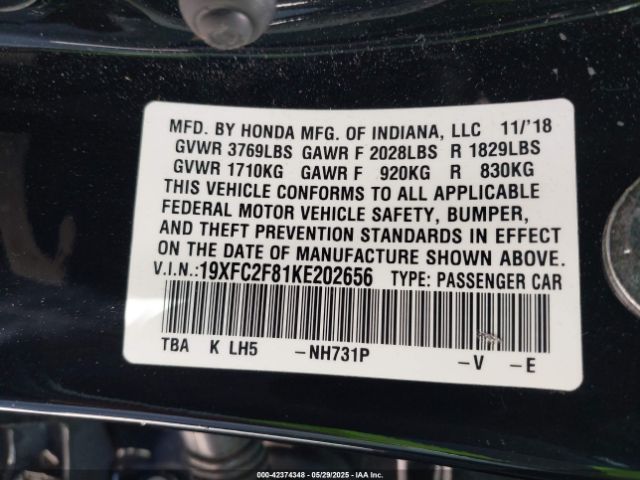 MFD. BY HONDA MFG. OF INDIANA, LLC 11/'18
GVWR 3769LBS GAWR F 2028LBS R 1829LBS
GVWR 1710KG GAWR F 920KG R 830KG
THIS VEHICLE CONFORMS TO ALL APPLICABLE
FEDERAL MOTOR VEHICLE SAFETY, BUMPER,
AND THEFT PREVENTION STANDARDS IN EFFECT
ON THE DATE OF MANUFACTURE SHOWN ABOVE.
V.I.N.:19XFC2F81KE202656 TYPE: PASSENGER CAR
TBA K LH5 -NH731P -V -E
00-42374348 | 05/29/2025 | IAA Inc.